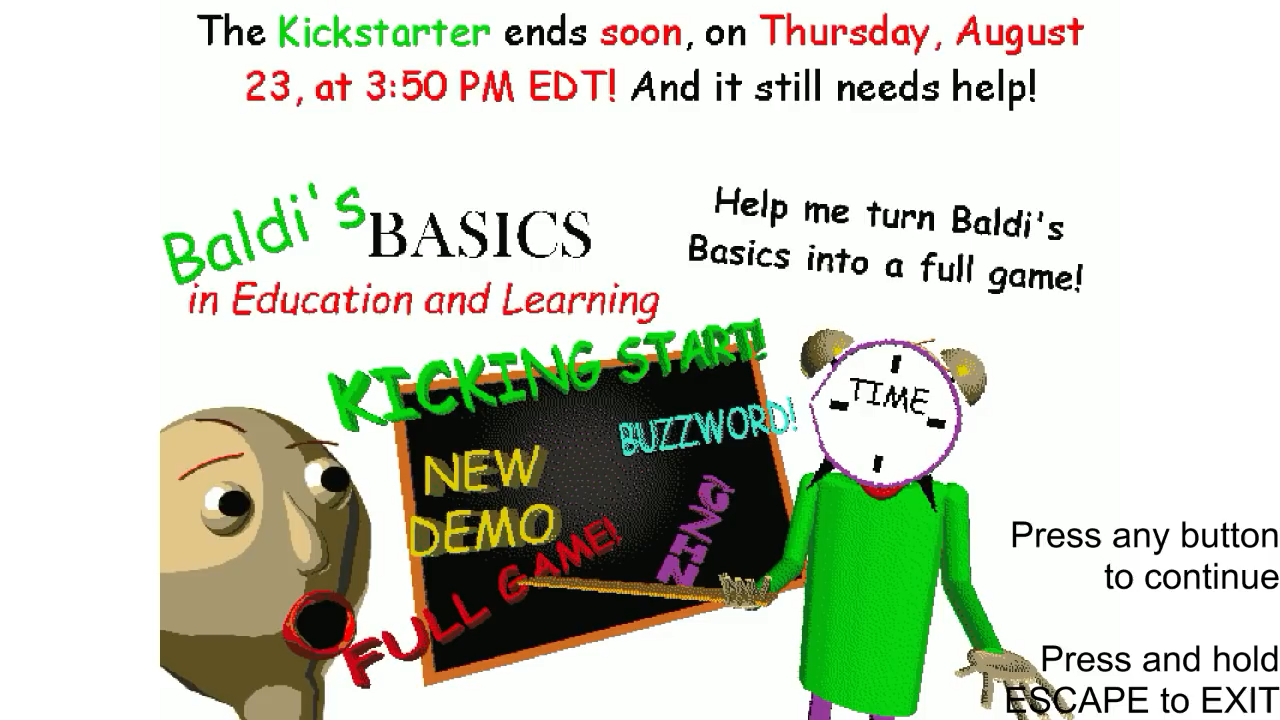 The Kickstarter ends soon, on Thursday, August
23, at 3:50 PM EDT! And it still needs help!
Baldi's BASICS
in Education and Learning
Help me turn Baldi's
Basics into a full game!
KICKING START!
BUZZWORD!
NEW
DEMO
ZING!
FULL GAME!
TIME
Press any button
to continue
Press and hold
ESCAPE to EXIT